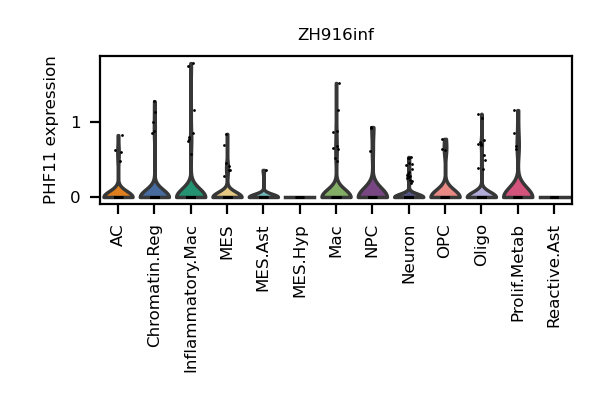 ZH916inf
PHF11 expression
1
0
AC
Chromatin.Reg
Inflammatory.Mac
MES
MES.Ast
MES.Hyp
Mac
NPC
Neuron
OPC
Oligo
Prolif.Metab
Reactive.Ast